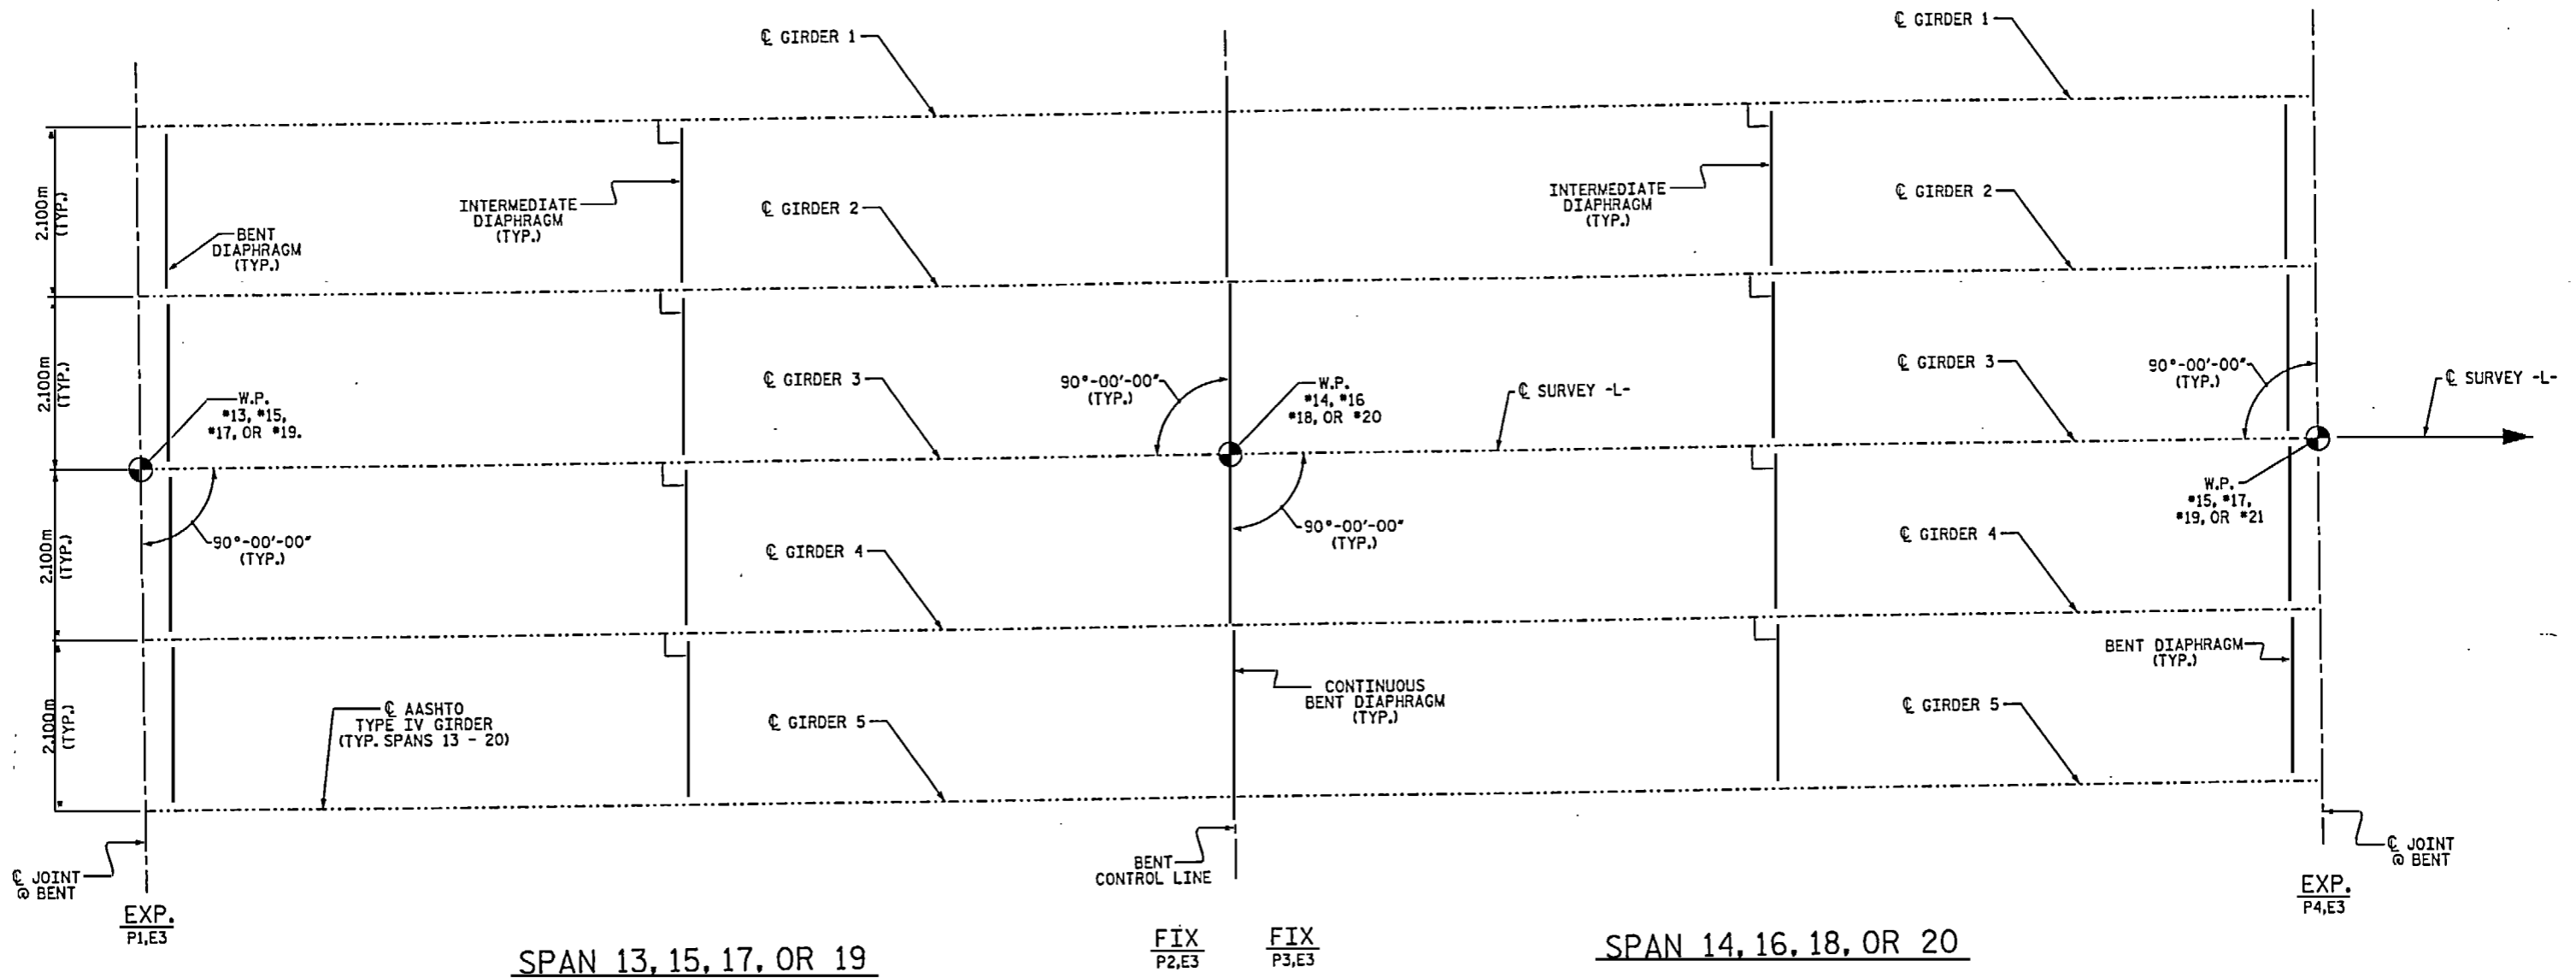 ℄ GIRDER 1
℄ GIRDER 1
2.100m
(TYP.)
INTERMEDIATE
DIAPHRAGM
(TYP.)
℄ GIRDER 2
INTERMEDIATE
DIAPHRAGM
(TYP.)
℄ GIRDER 2
BENT
DIAPHRAGM
(TYP.)
2.100m
(TYP.)
W.P.
#13, #15,
#17, OR #19.
℄ GIRDER 3
90°-00'-00"
(TYP.)
W.P.
#14, #16
#18, OR #20
℄ SURVEY -L-
℄ GIRDER 3
90°-00'-00"
(TYP.)
℄ SURVEY -L-
2.100m
(TYP.)
90°-00'-00"
(TYP.)
℄ GIRDER 4
90°-00'-00"
(TYP.)
℄ GIRDER 4
W.P.
#15, #17,
#19, OR #21
2.100m
(TYP.)
℄ AASHTO
TYPE IV GIRDER
(TYP. SPANS 13 - 20)
℄ GIRDER 5
CONTINUOUS
BENT DIAPHRAGM
(TYP.)
℄ GIRDER 5
BENT DIAPHRAGM
(TYP.)
℄ JOINT
@ BENT
BENT
CONTROL LINE
℄ JOINT
@ BENT
EXP.
P1,E3
FIX
P2,E3
FIX
P3,E3
EXP.
P4,E3
SPAN 13, 15, 17, OR 19
SPAN 14, 16, 18, OR 20